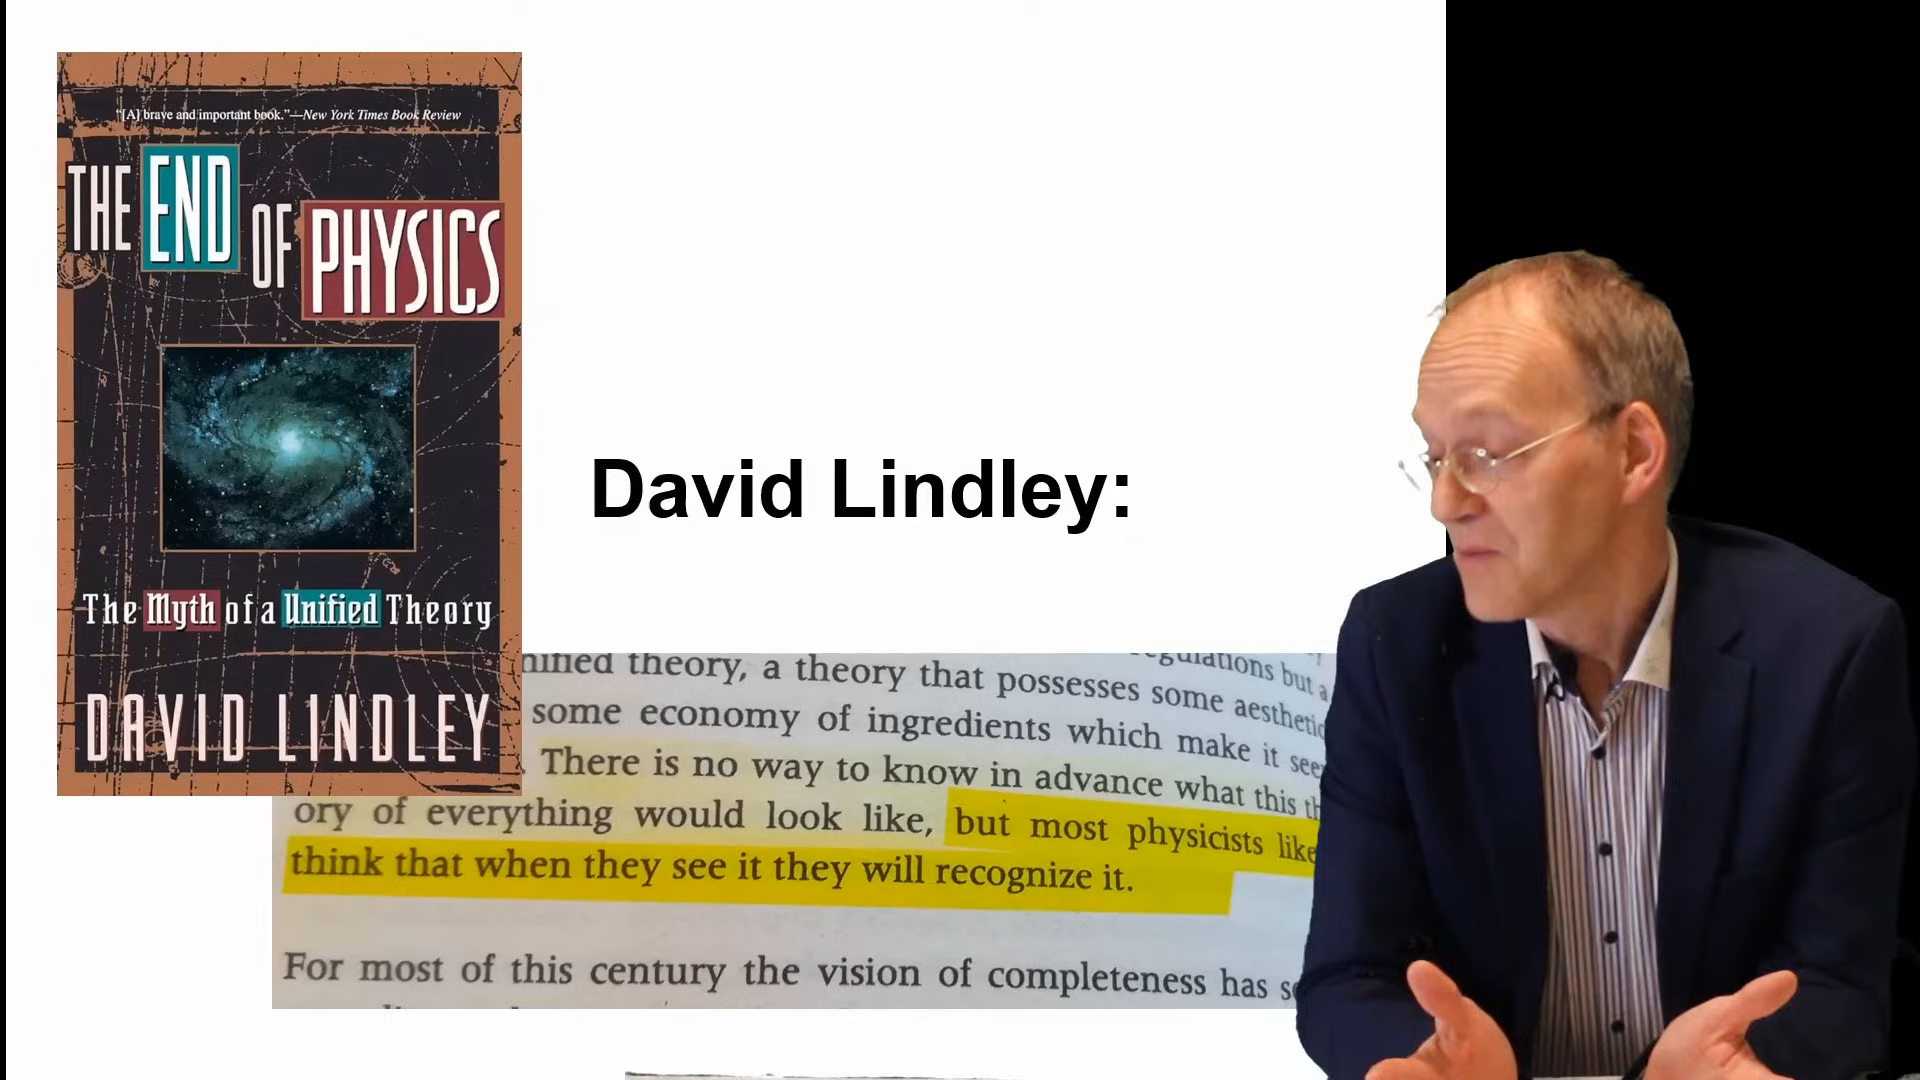 “[A] brave and important book.”—New York Times Book Review
THE END OF PHYSICS
The Myth of a Unified Theory
DAVID LINDLEY
David Lindley:
theory, a theory that possesses some
some economy of ingredients which make it
There is no way to know in advance what this
ory of everything would look like, but most physicists
think that when they see it they will recognize it.
For most of this century the vision of completeness has